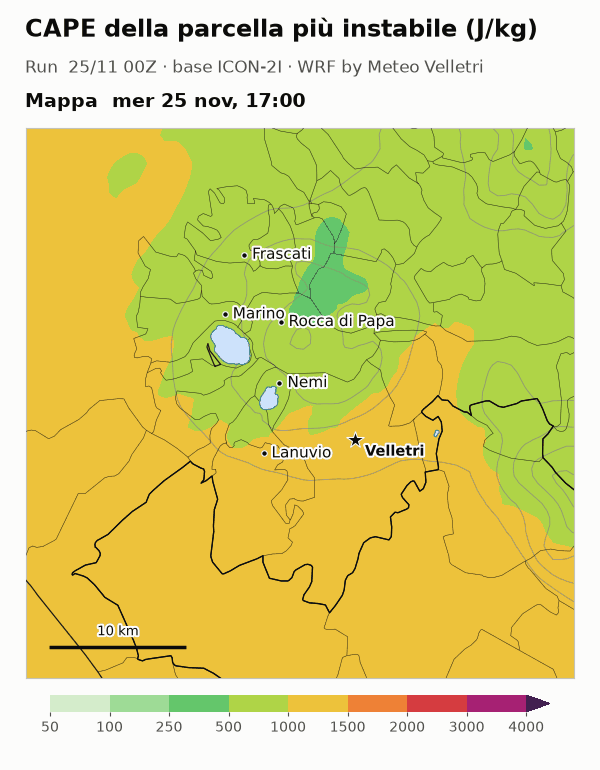 CAPE della parcella più instabile (J/kg)
Run  25/11 00Z · base ICON-2I · WRF by Meteo Velletri
Mappa  mer 25 nov, 17:00
Frascati
Marino
Rocca di Papa
Nemi
Lanuvio
Velletri
10 km
50 100 250 500 1000 1500 2000 3000 4000